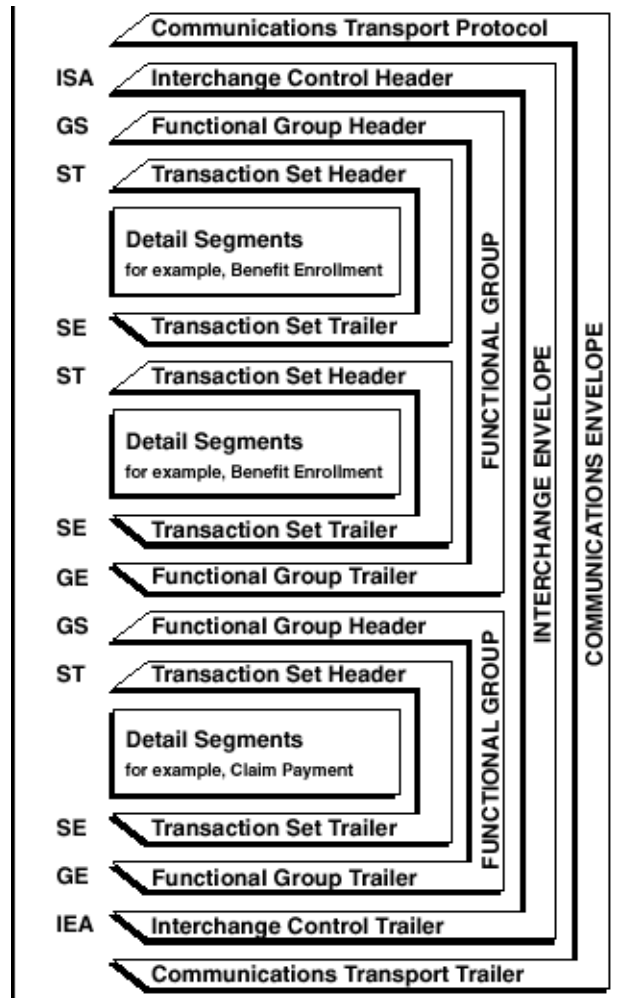 Communications Transport Protocol
ISA Interchange Control Header
GS Functional Group Header
ST Transaction Set Header
Detail Segments
for example, Benefit Enrollment
SE Transaction Set Trailer
ST Transaction Set Header
Detail Segments
for example, Benefit Enrollment
SE Transaction Set Trailer
GE Functional Group Trailer
FUNCTIONAL GROUP
GS Functional Group Header
ST Transaction Set Header
Detail Segments
for example, Claim Payment
SE Transaction Set Trailer
GE Functional Group Trailer
FUNCTIONAL GROUP
IEA Interchange Control Trailer
INTERCHANGE ENVELOPE
Communications Transport Trailer
COMMUNICATIONS ENVELOPE